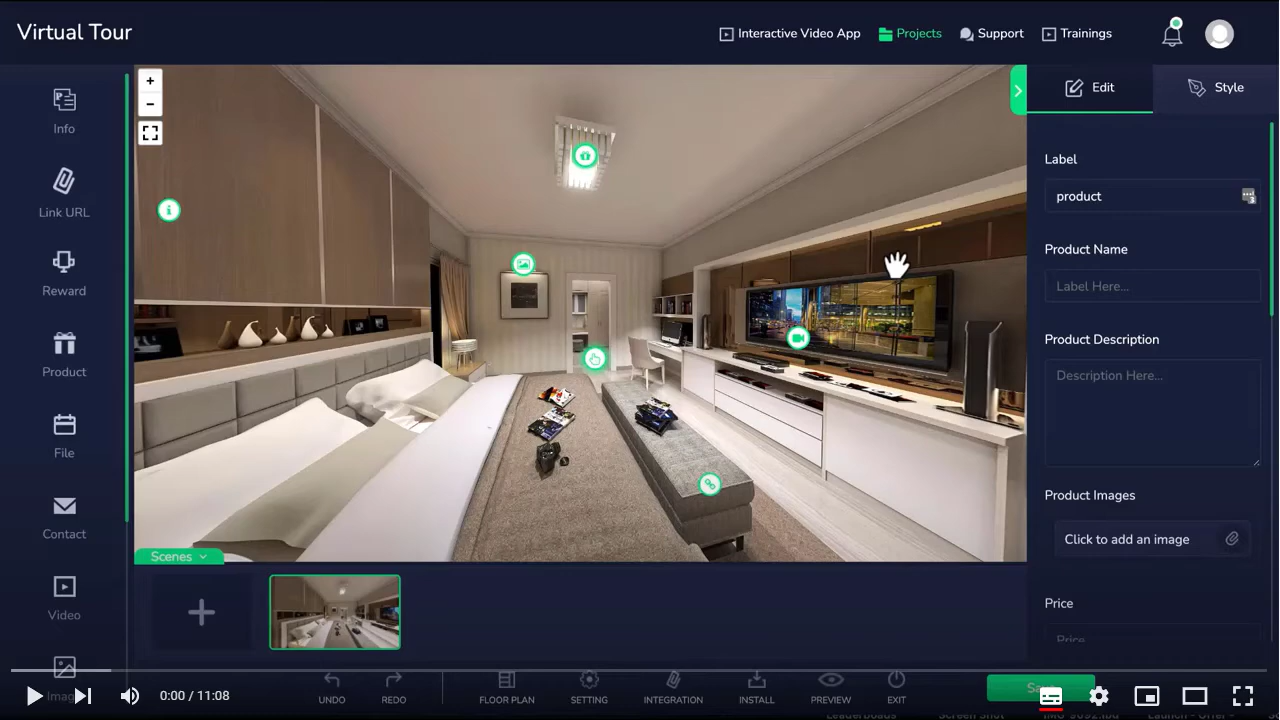 Virtual Tour
Interactive Video App
Projects
Support
Trainings
Info
Link URL
Reward
Product
File
Contact
Video
+
−
Scenes
Edit
Style
Label
product
Product Name
Label Here...
Product Description
Description Here...
Product Images
Click to add an image
Price
Price
UNDO
REDO
FLOOR PLAN
SETTING
INTEGRATION
INSTALL
PREVIEW
EXIT
0:00 / 11:08